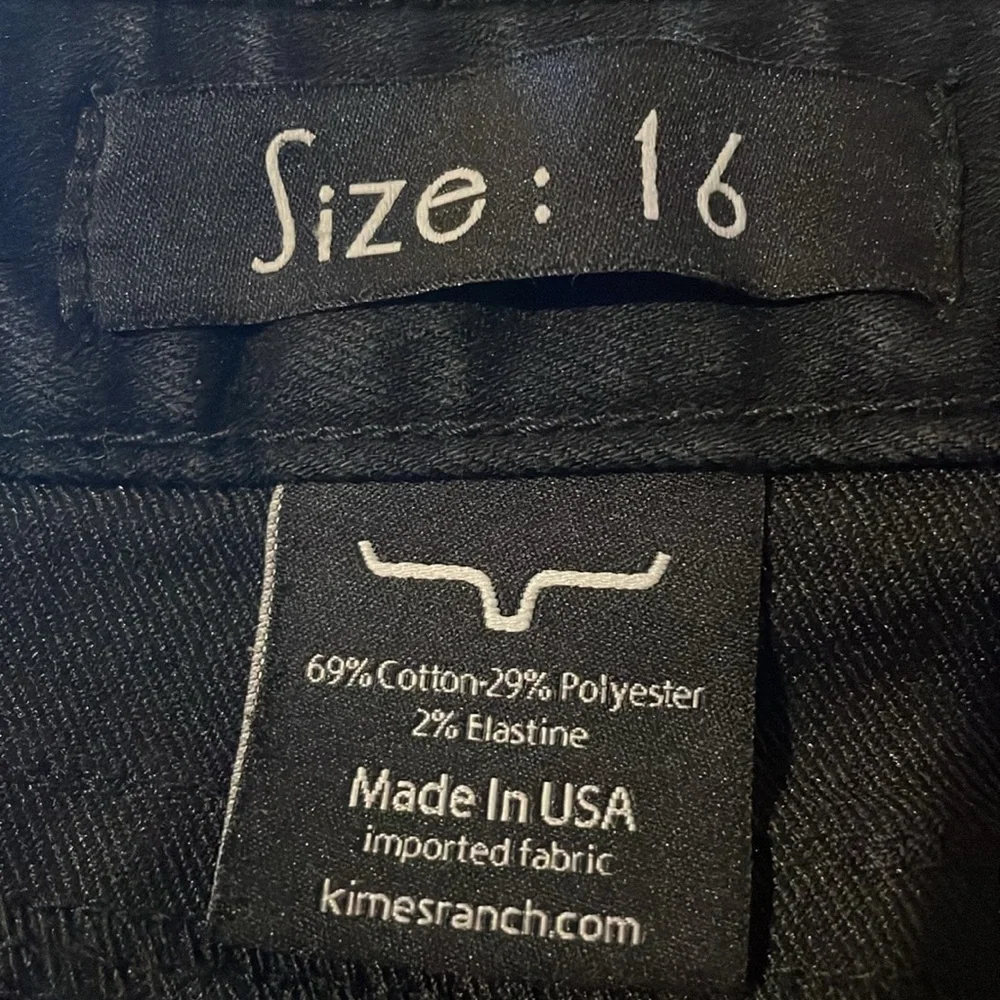 Size: 16
69% Cotton-29% Polyester
2% Elastine
Made In USA
imported fabric
kimesranch.com